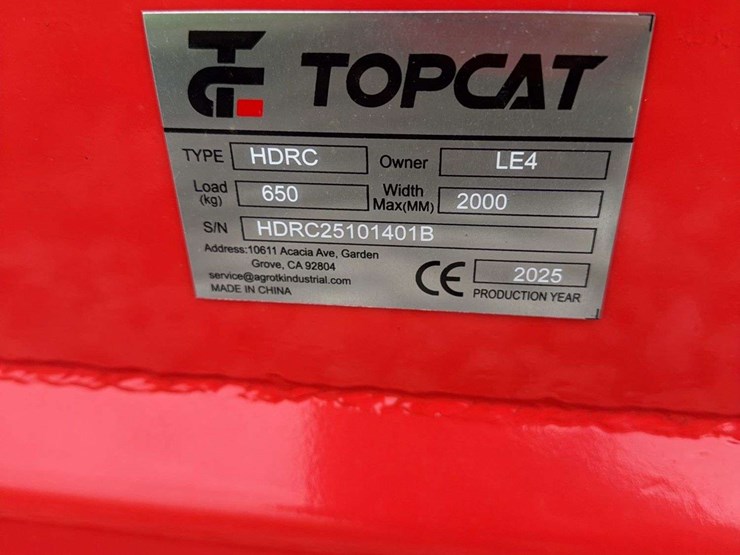 TOPCAT
TYPE HDRC Owner LE4
Load (kg) 650 Width Max(MM) 2000
S/N HDRC25101401B
Address:10611 Acacia Ave, Garden
Grove, CA 92804
service@agrotkindustrial.com
MADE IN CHINA
CE 2025
PRODUCTION YEAR